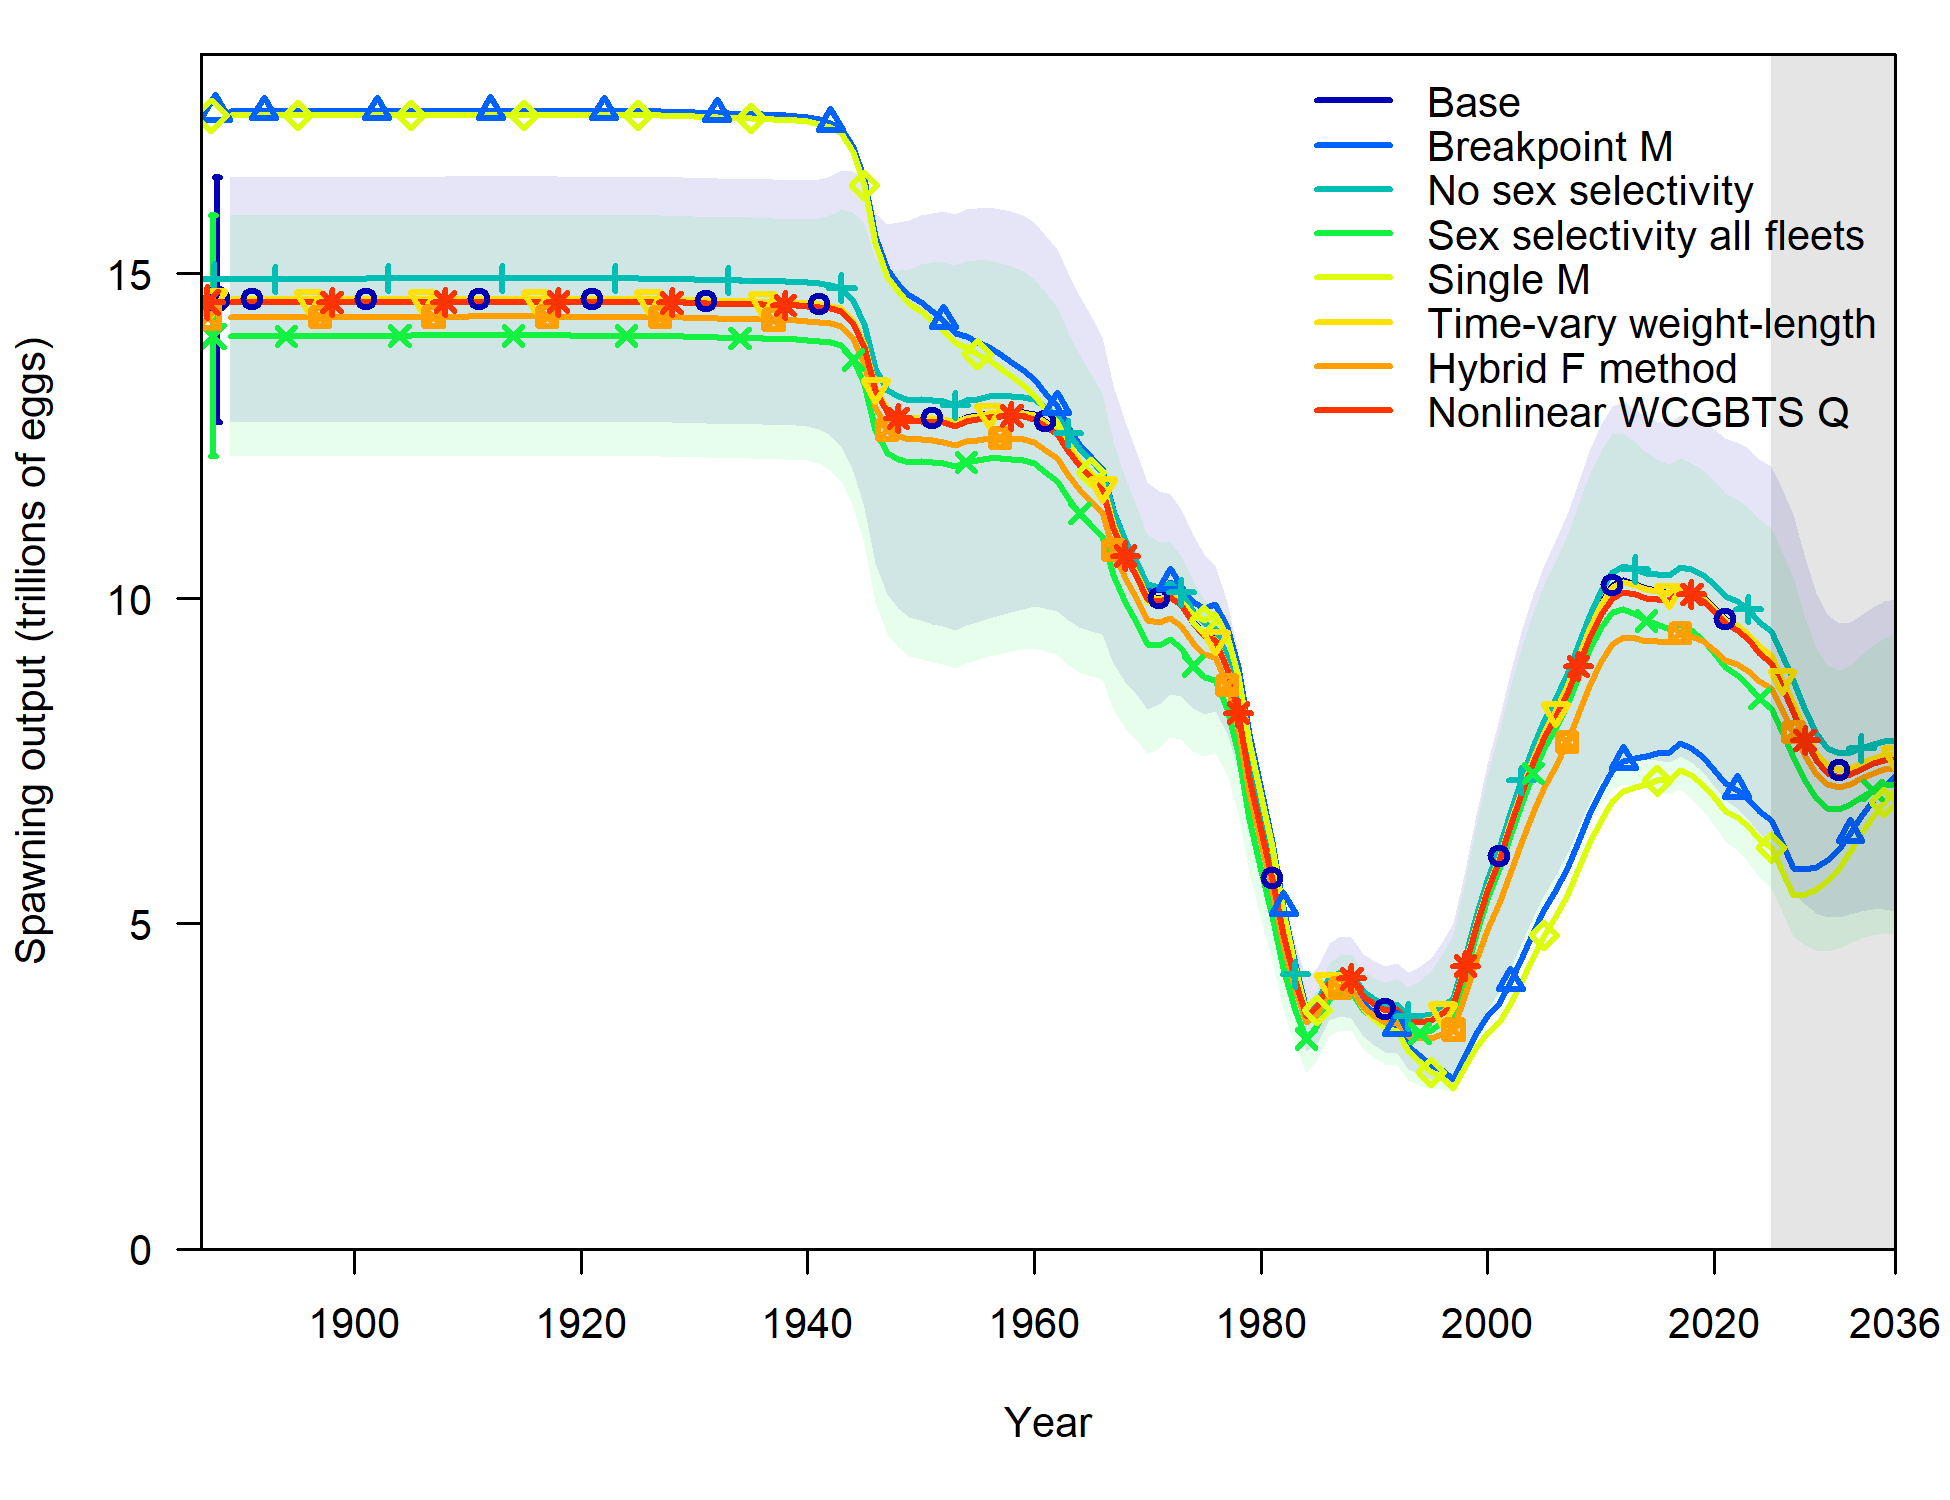 Base
Breakpoint M
No sex selectivity
Sex selectivity all fleets
Single M
Time-vary weight-length
Hybrid F method
Nonlinear WCGBTS Q
Spawning output (trillions of eggs)
15
10
5
0
1900 1920 1940 1960 1980 2000 2020 2036
Year